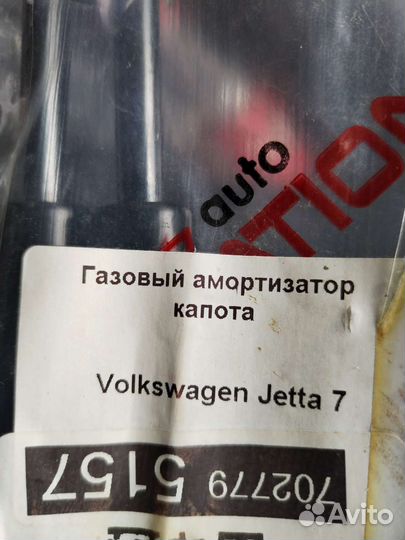 auto
Газовый амортизатор
капота
Volkswagen Jetta 7
702779 5157
Avito